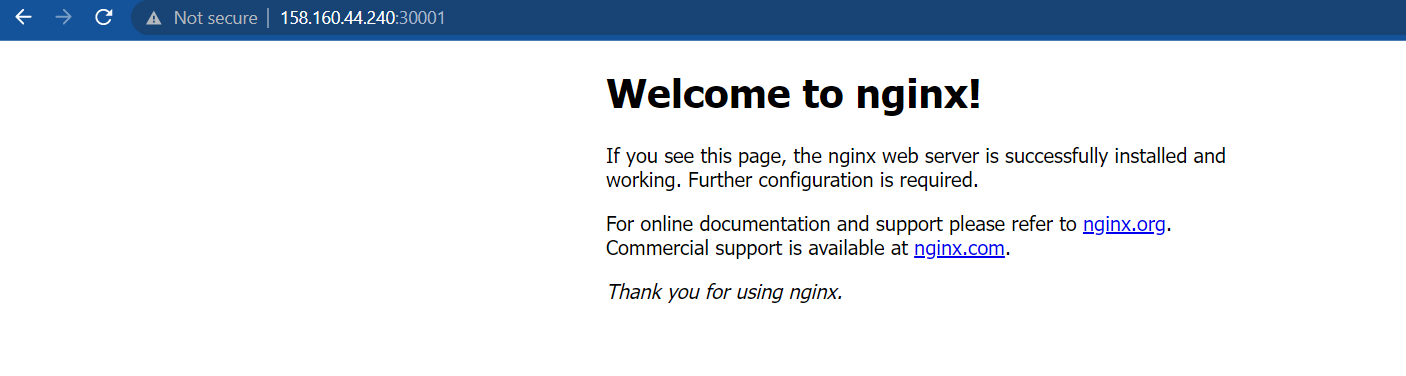 Not secure | 158.160.44.240:30001
Welcome to nginx!
If you see this page, the nginx web server is successfully installed and
working. Further configuration is required.
For online documentation and support please refer to nginx.org.
Commercial support is available at nginx.com.
Thank you for using nginx.